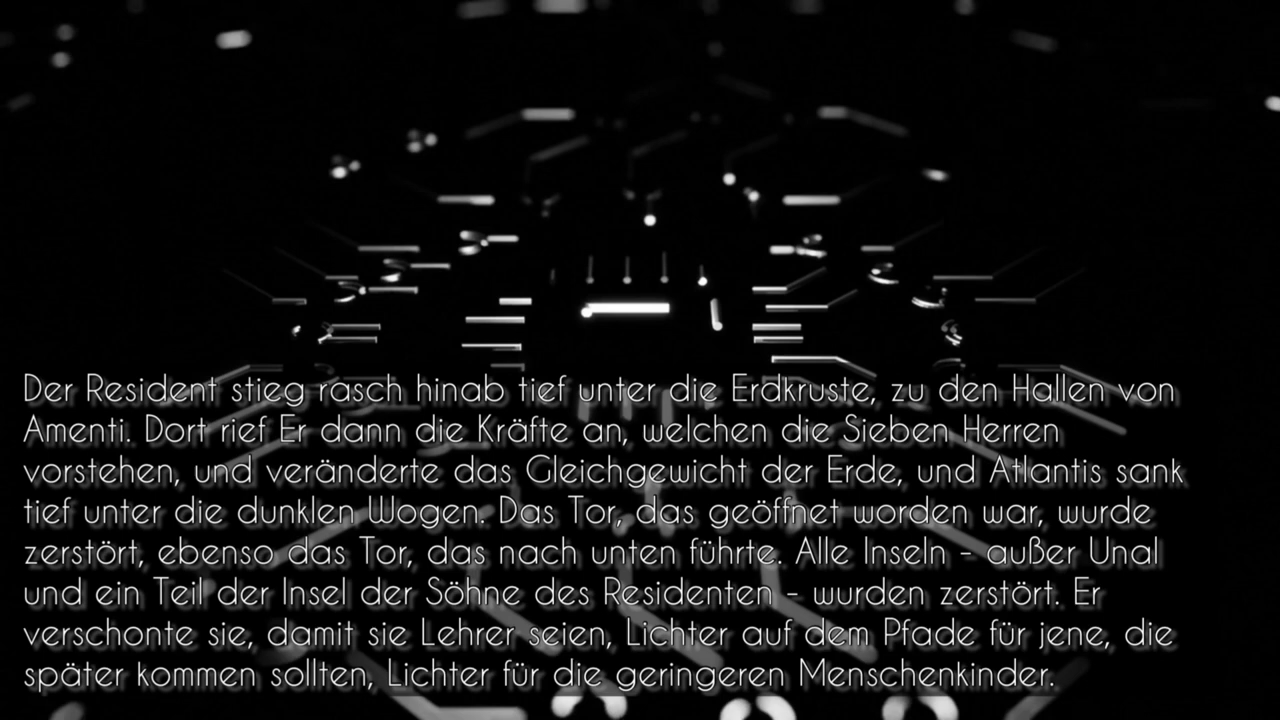 Der Resident stieg rasch hinab tief unter die Erdkruste, zu den Hallen von
Amenti. Dort rief Er dann die Kräfte an, welchen die Sieben Herren
vorstehen, und veränderte das Gleichgewicht der Erde, und Atlantis sank
tief unter die dunklen Wogen. Das Tor, das geöffnet worden war, wurde
zerstört, ebenso das Tor, das nach unten führte. Alle Inseln - außer Unal
und ein Teil der Insel der Söhne des Residenten - wurden zerstört. Er
verschonte sie, damit sie Lehrer seien, Lichter auf dem Pfade für jene, die
später kommen sollten, Lichter für die geringeren Menschenkinder.